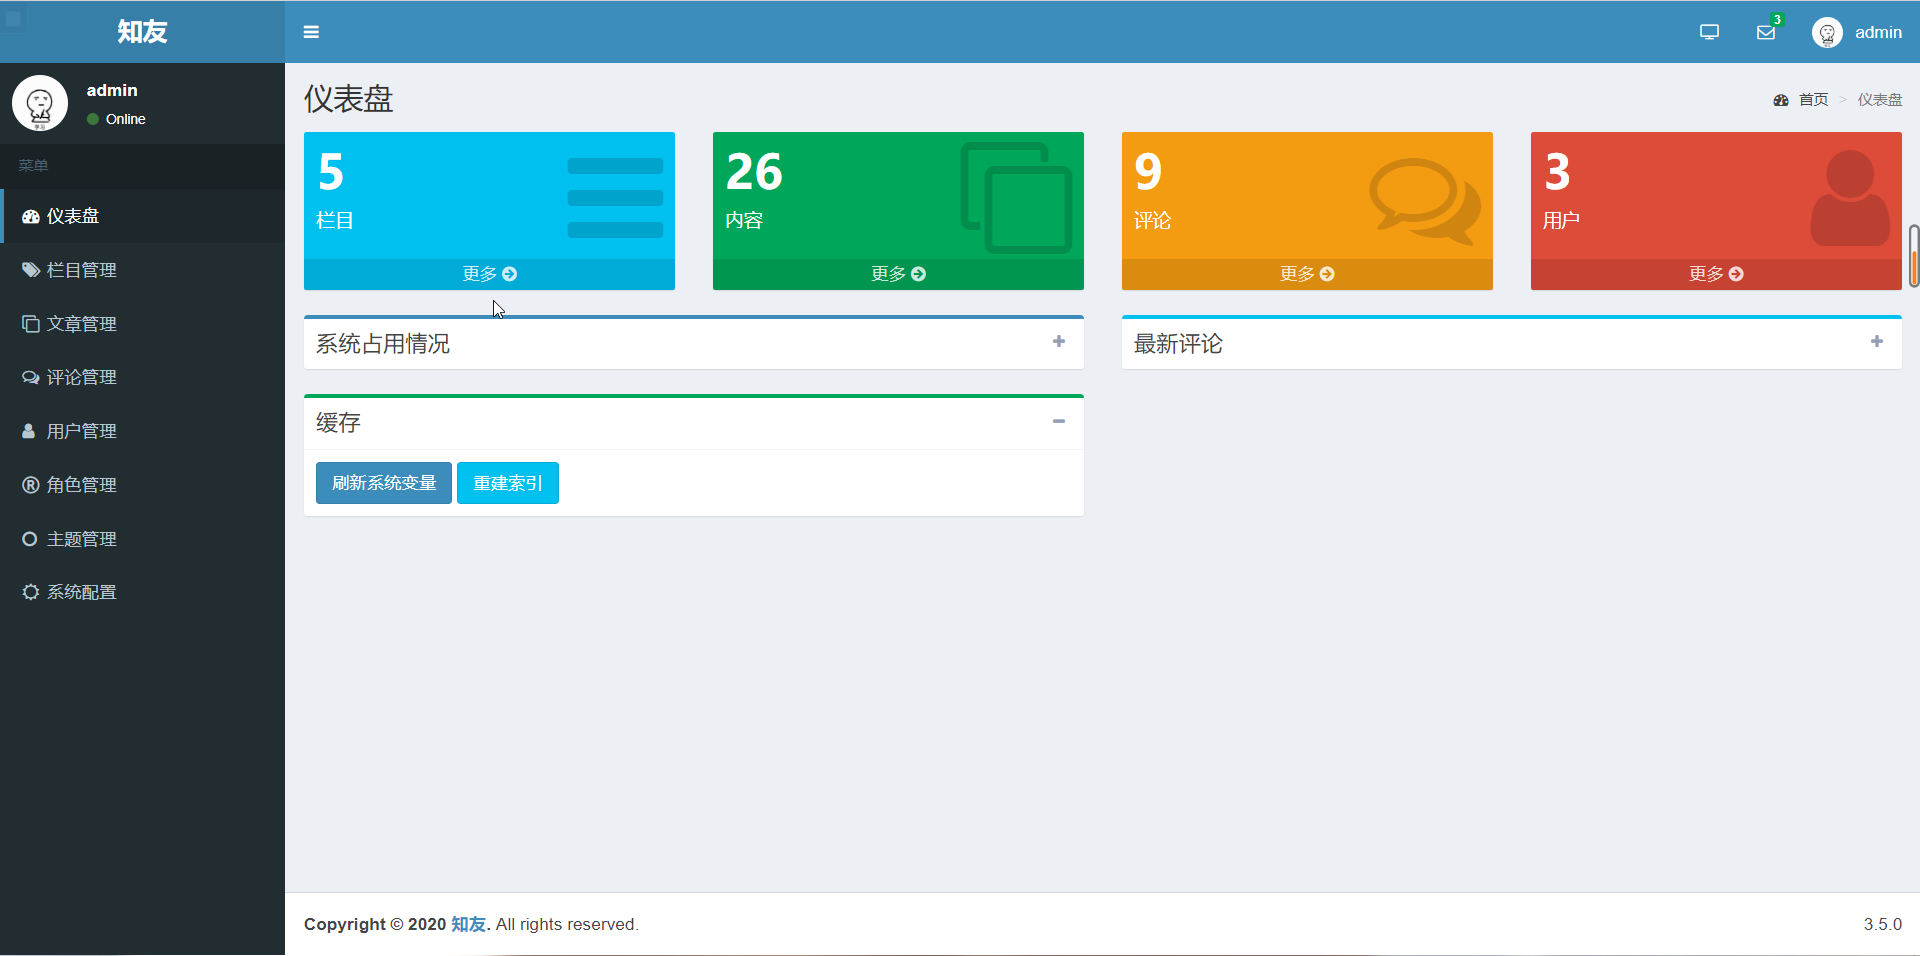 知友
3
admin
admin
Online
菜单
仪表盘
栏目管理
文章管理
评论管理
用户管理
角色管理
主题管理
系统配置
仪表盘
首页 > 仪表盘
5
栏目
更多
26
内容
更多
9
评论
更多
3
用户
更多
系统占用情况
最新评论
缓存
刷新系统变量 重建索引
Copyright © 2020 知友. All rights reserved.
3.5.0